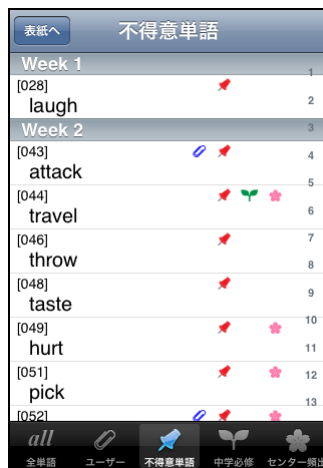 表紙へ 不得意単語
Week 1
[028]
laugh
Week 2
[043]
attack
[044]
travel
[046]
throw
[048]
taste
[049]
hurt
[051]
pick
[052]
1
2
3
4
5
6
7
8
9
10
11
12
13
all
全単語 ユーザー 不得意単語 中学必修 センター頻出